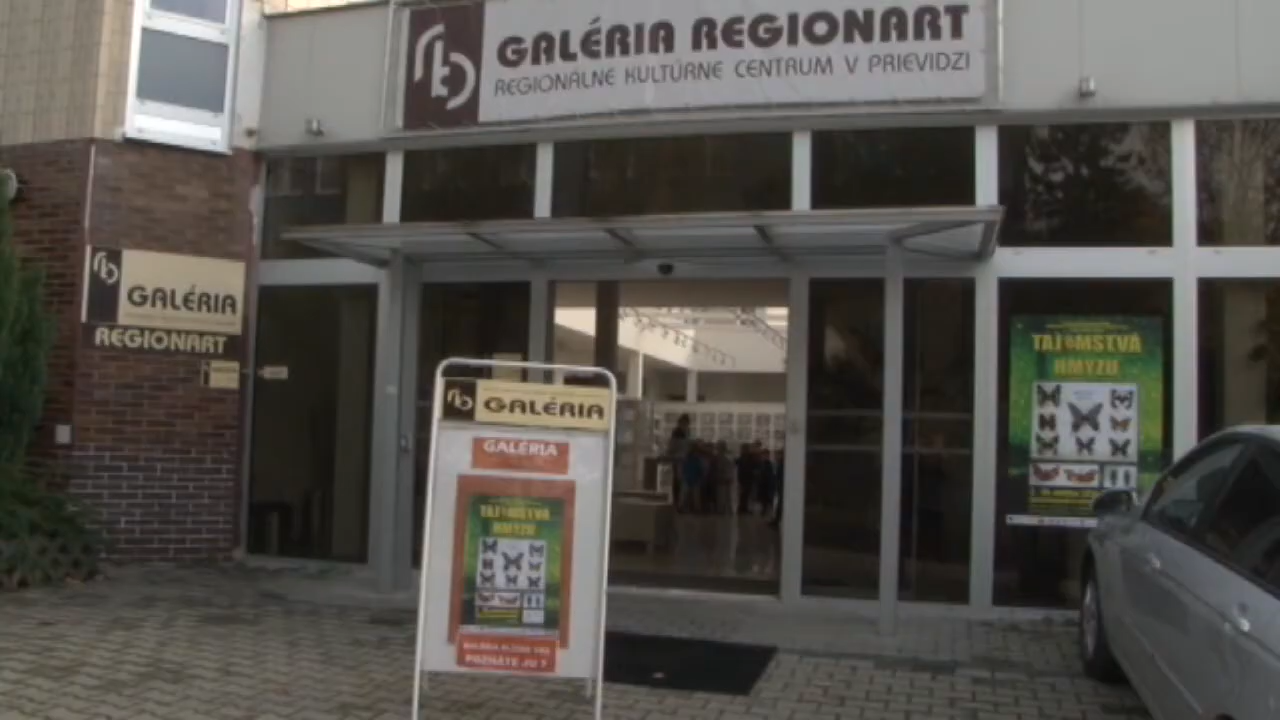 GALÉRIA REGIONART
REGIONÁLNE KULTÚRNE CENTRUM V PRIEVIDZI
GALÉRIA
REGIONART
GALÉRIA
GALÉRIA
TAJOMSTVÁ
HMYZU
POZNÁTE JU ?
TAJOMSTVÁ
HMYZU